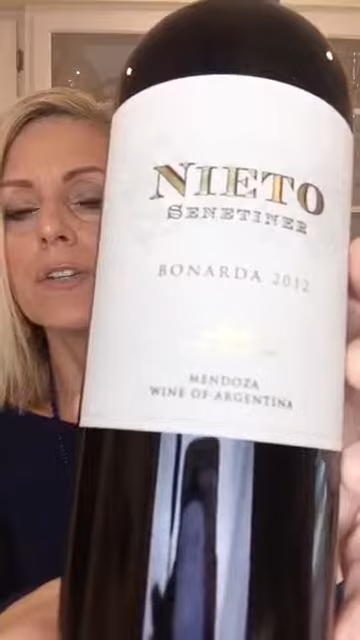 NIETO
SENETINER
BONARDA 2012
MENDOZA
WINE OF ARGENTINA